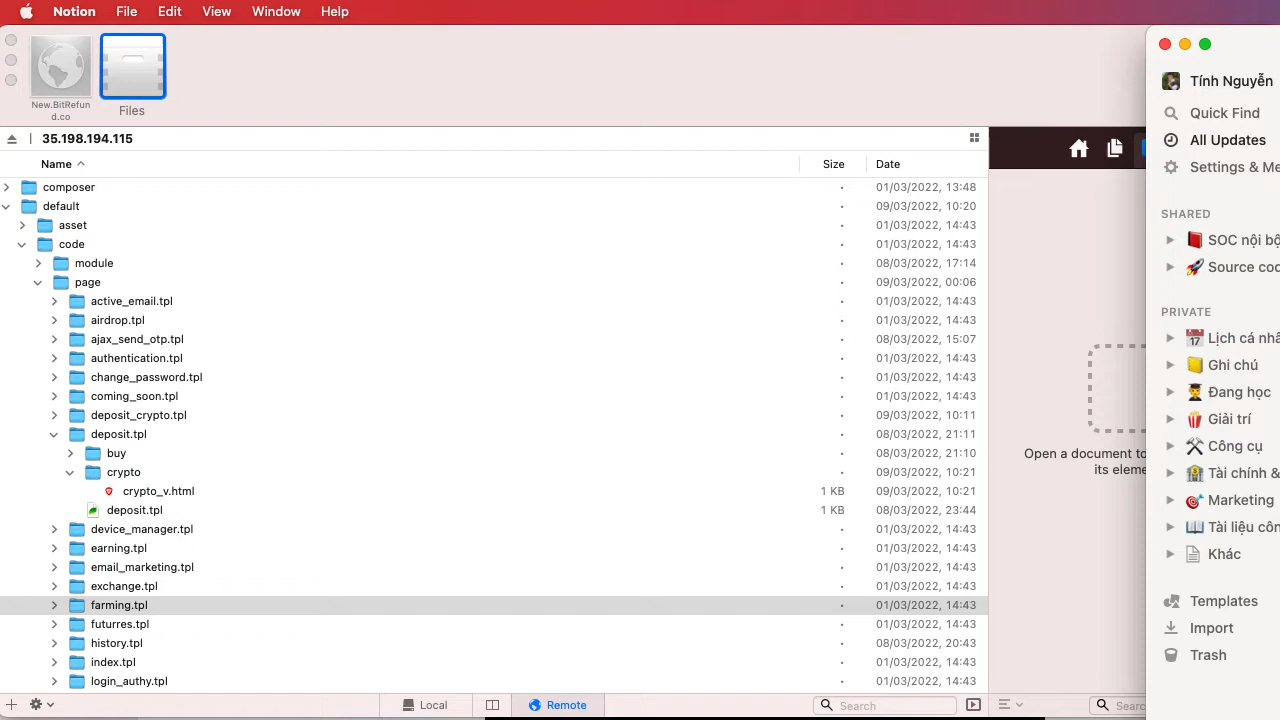 Notion File Edit View Window Help
New.BitRefun
d.co
Files
35.198.194.115
Name Size Date
composer 01/03/2022, 13:48
default 09/03/2022, 10:20
asset 01/03/2022, 14:43
code 01/03/2022, 14:43
module 08/03/2022, 17:14
page 09/03/2022, 00:06
active_email.tpl 01/03/2022, 14:43
airdrop.tpl 01/03/2022, 14:43
ajax_send_otp.tpl 08/03/2022, 15:07
authentication.tpl 01/03/2022, 14:43
change_password.tpl 01/03/2022, 14:43
coming_soon.tpl 01/03/2022, 14:43
deposit_crypto.tpl 09/03/2022, 10:11
deposit.tpl 08/03/2022, 21:11
buy 08/03/2022, 21:10
crypto 09/03/2022, 10:21
crypto_v.html 1 KB 09/03/2022, 10:21
deposit.tpl 1 KB 08/03/2022, 23:44
device_manager.tpl 01/03/2022, 14:43
earning.tpl 01/03/2022, 14:43
email_marketing.tpl 01/03/2022, 14:43
exchange.tpl 01/03/2022, 14:43
farming.tpl 01/03/2022, 14:43
futurres.tpl 01/03/2022, 14:43
history.tpl 08/03/2022, 20:43
index.tpl 01/03/2022, 14:43
login_authy.tpl 01/03/2022, 14:43
Local Remote Search
Open a document to
its eleme
Searc
Tính Nguyễn
Quick Find
All Updates
Settings & Me
SHARED
SOC nội bộ
Source cod
PRIVATE
Lịch cá nhâ
Ghi chú
Đang học
Giải trí
Công cụ
Tài chính &
Marketing
Tài liệu côn
Khác
Templates
Import
Trash